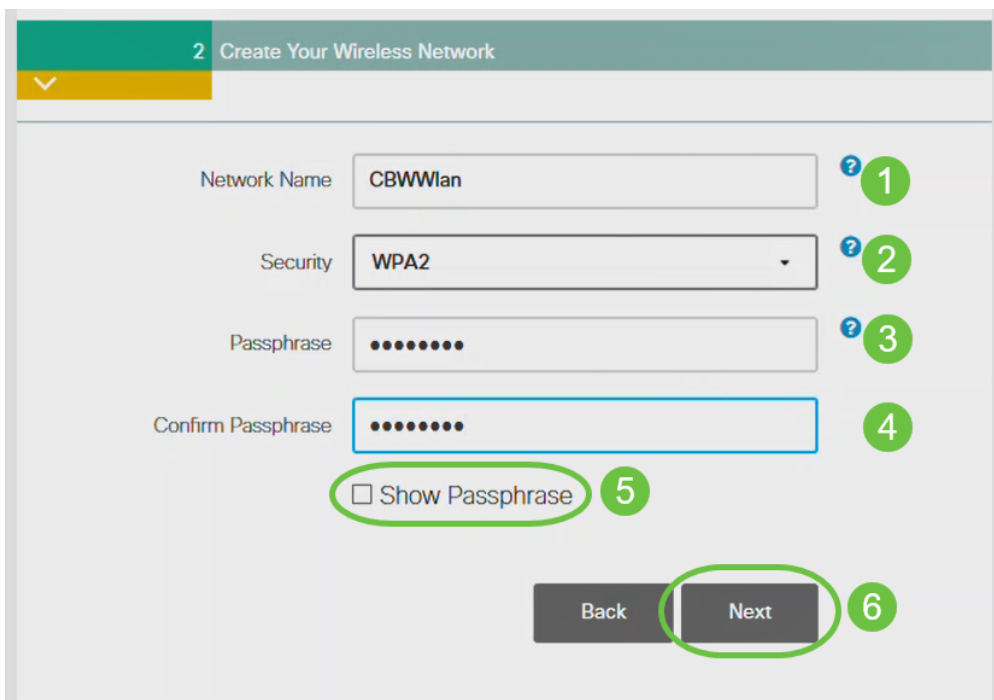 2 Create Your Wireless Network
Network Name CBWWlan ? 1
Security WPA2 ? 2
Passphrase •••••••• ? 3
Confirm Passphrase •••••••• 4
Show Passphrase 5
Back Next 6